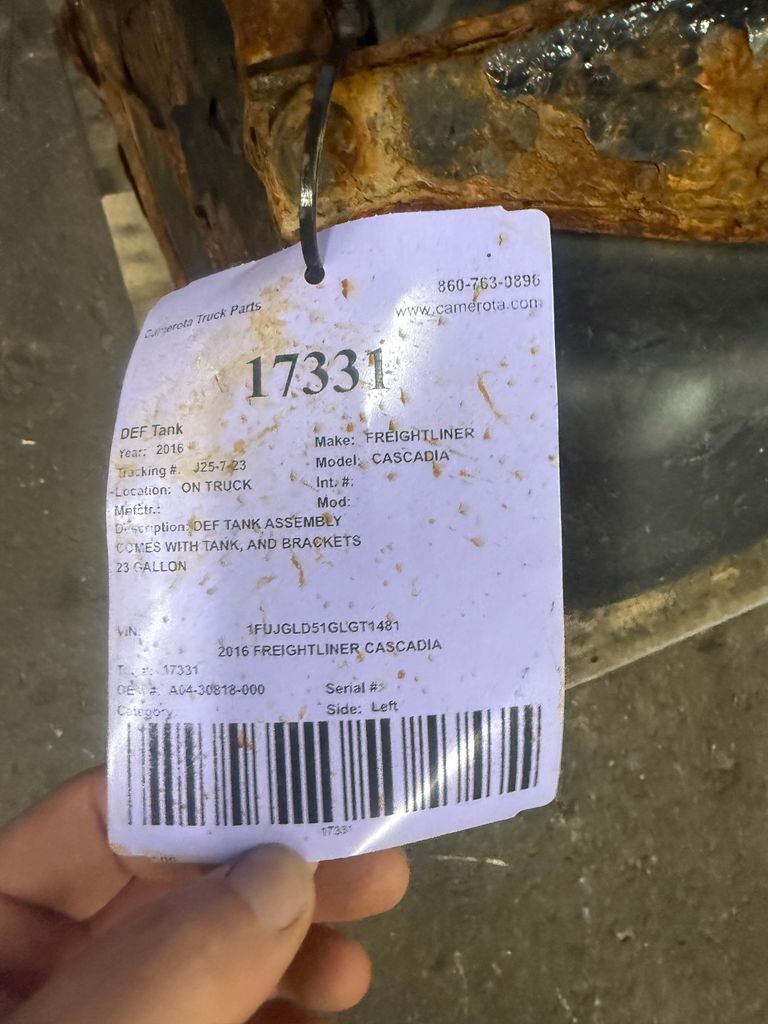 Camerota Truck Parts
860-763-0896
www.camerota.com
17331
DEF Tank
Year: 2016
Make: FREIGHTLINER
Tracking #: J25-7-23
Model: CASCADIA
Location: ON TRUCK
Int. #:
Mnfctr.:
Mod:
Description: DEF TANK ASSEMBLY
COMES WITH TANK, AND BRACKETS
23 GALLON
VIN: 1FUJGLD51GLGT1481
2016 FREIGHTLINER CASCADIA
17331
OEM #: A04-30818-000
Serial #:
Category:
Side: Left
17331